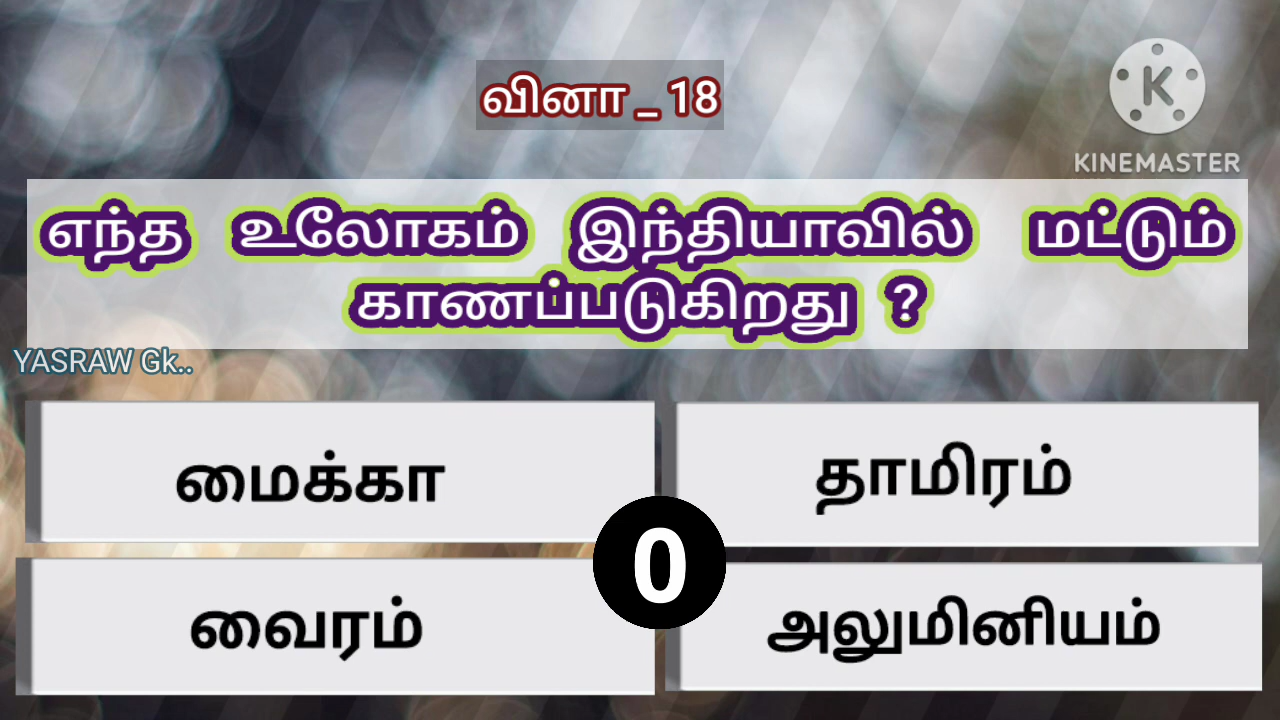 வினா _ 18
KINEMASTER
எந்த உலோகம் இந்தியாவில் மட்டும்
காணப்படுகிறது ?
YASRAW Gk..
மைக்கா
தாமிரம்
0
வைரம்
அலுமினியம்